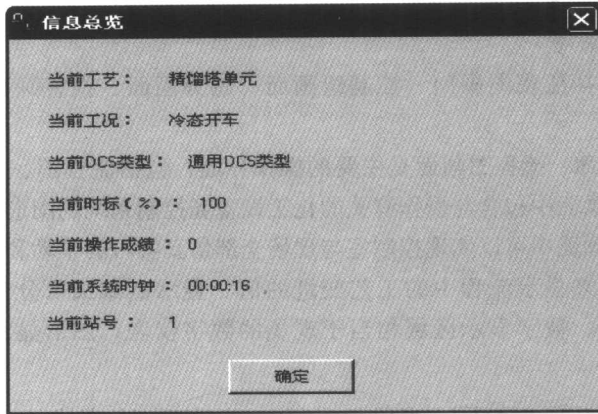 信息总览
当前工艺： 精馏塔单元
当前工况： 冷态开车
当前DCS类型： 通用DCS类型
当前时标(%)： 100
当前操作成绩： 0
当前系统时钟： 00:00:16
当前站号： 1
确定